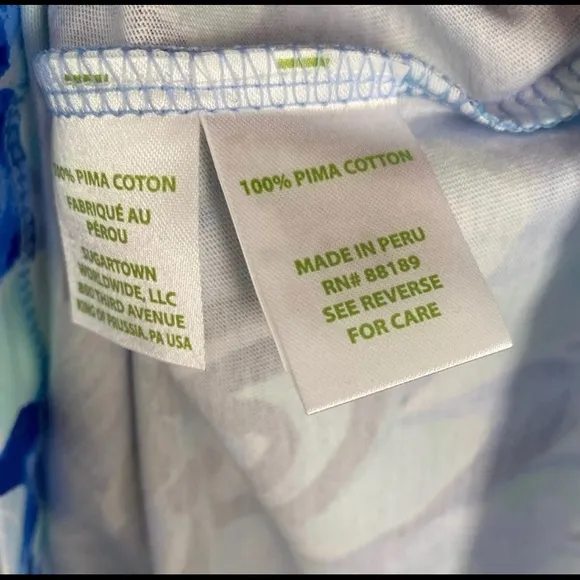 100% PIMA COTON
FABRIQUÉ AU
PÉROU
SUGARTOWN
WORLDWIDE, LLC
800 THIRD AVENUE
KING OF PRUSSIA, PA USA
100% PIMA COTTON
MADE IN PERU
RN# 88189
SEE REVERSE
FOR CARE